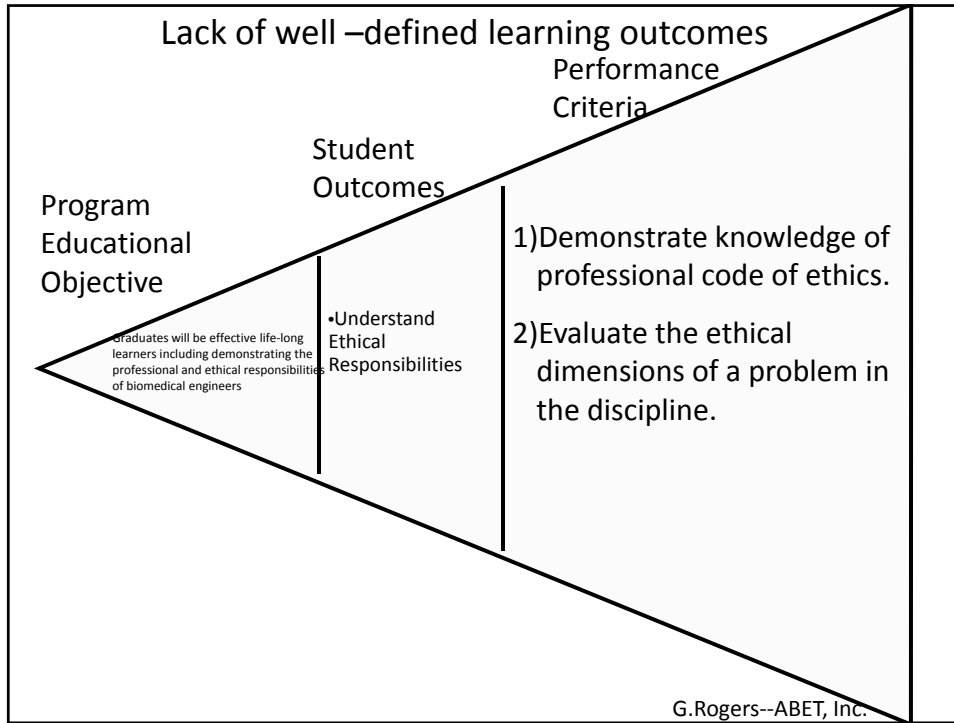 Lack of well –defined learning outcomes
Performance
Criteria
Student
Outcomes
Program
Educational
Objective
Graduates will be effective life-long
learners including demonstrating the
professional and ethical responsibilities
of biomedical engineers
•Understand
Ethical
Responsibilities
1)Demonstrate knowledge of
professional code of ethics.
2)Evaluate the ethical
dimensions of a problem in
the discipline.
G.Rogers--ABET, Inc.